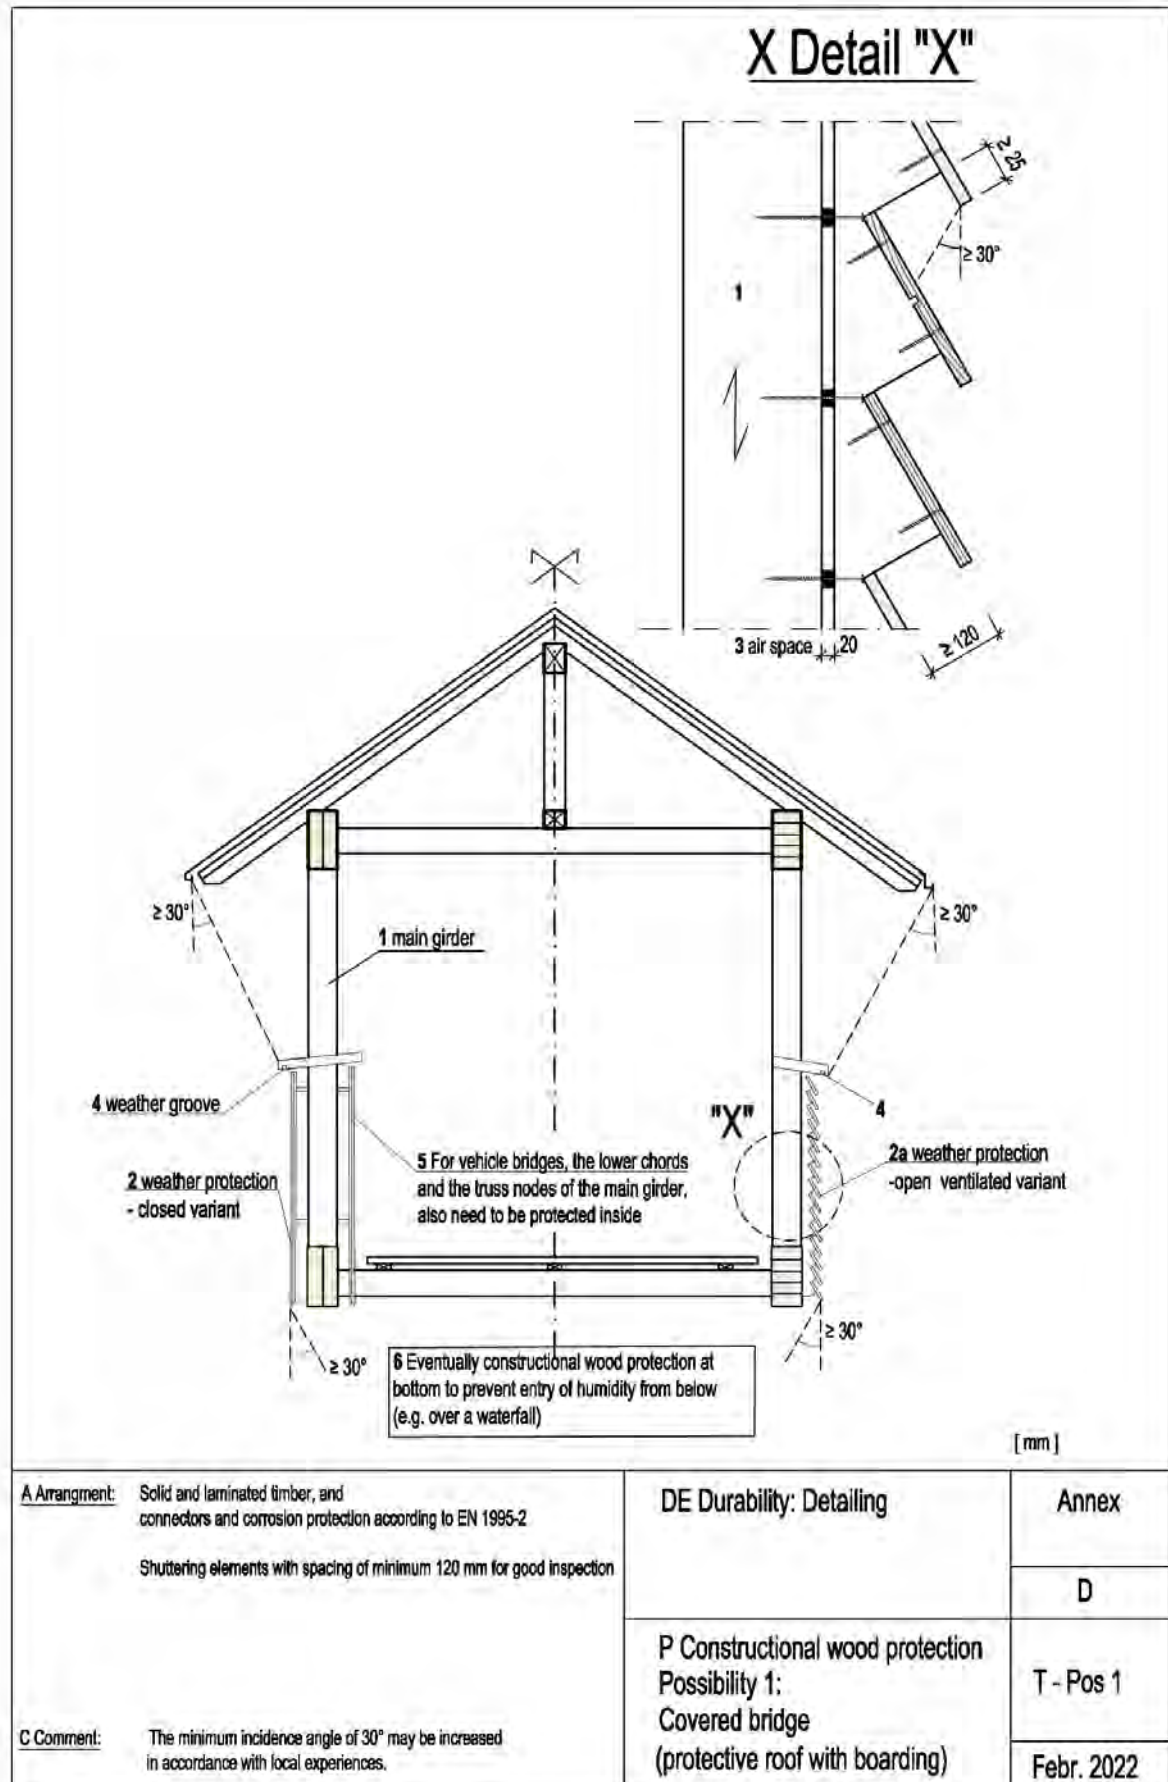 X Detail "X"
≥ 25
≥ 30°
1
3 air space
20
≥ 120
≥ 30°
≥ 30°
1 main girder
4 weather groove
"X"
4
2 weather protection
- closed variant
5 For vehicle bridges, the lower chords
and the truss nodes of the main girder,
also need to be protected inside
2a weather protection
-open ventilated variant
≥ 30°
≥ 30°
6 Eventually constructional wood protection at
bottom to prevent entry of humidity from below
(e.g. over a waterfall)
[ mm ]
A Arrangment: Solid and laminated timber, and
connectors and corrosion protection according to EN 1995-2
Shuttering elements with spacing of minimum 120 mm for good inspection
C Comment: The minimum incidence angle of 30° may be increased
in accordance with local experiences.
DE Durability: Detailing
Annex
D
P Constructional wood protection
Possibility 1:
Covered bridge
(protective roof with boarding)
T - Pos 1
Febr. 2022